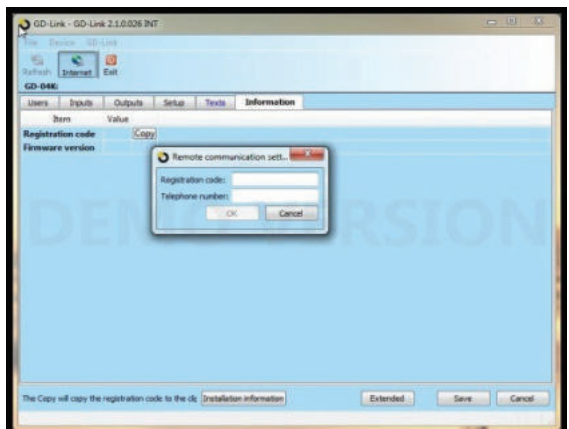 GD-Link - GD-Link 2.1.0.026 INT
File Device GD-Link
Refresh Internet Exit
GD-04K:
Users Inputs Outputs Setup Texts Information
Item Value
Registration code Copy
Firmware version
Remote communication sett...
Registration code:
Telephone number:
OK Cancel
DEMO VERSION
The Copy will copy the registration code to the clip Installation information Extended Save Cancel